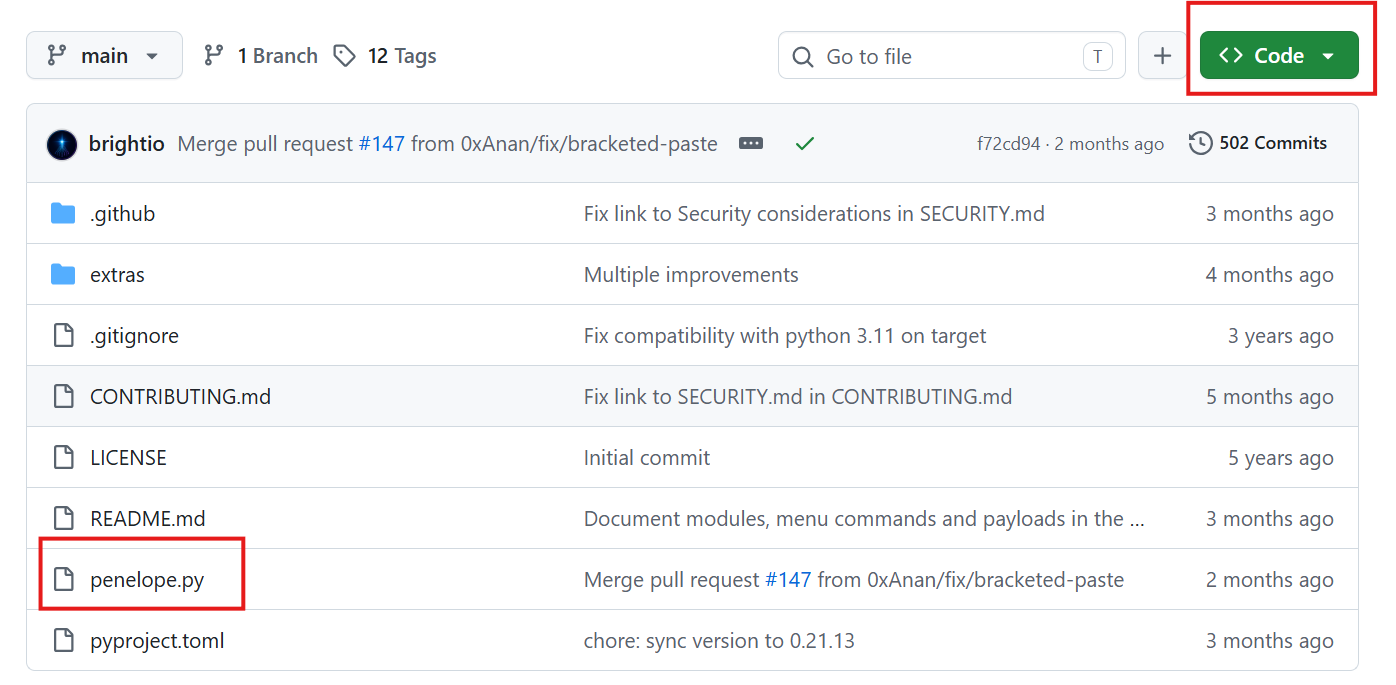 main 1 Branch 12 Tags Go to file T Code
brightio Merge pull request #147 from 0xAnan/fix/bracketed-paste f72cd94 · 2 months ago 502 Commits
.github Fix link to Security considerations in SECURITY.md 3 months ago
extras Multiple improvements 4 months ago
.gitignore Fix compatibility with python 3.11 on target 3 years ago
CONTRIBUTING.md Fix link to SECURITY.md in CONTRIBUTING.md 5 months ago
LICENSE Initial commit 5 years ago
README.md Document modules, menu commands and payloads in the ... 3 months ago
penelope.py Merge pull request #147 from 0xAnan/fix/bracketed-paste 2 months ago
pyproject.toml chore: sync version to 0.21.13 3 months ago